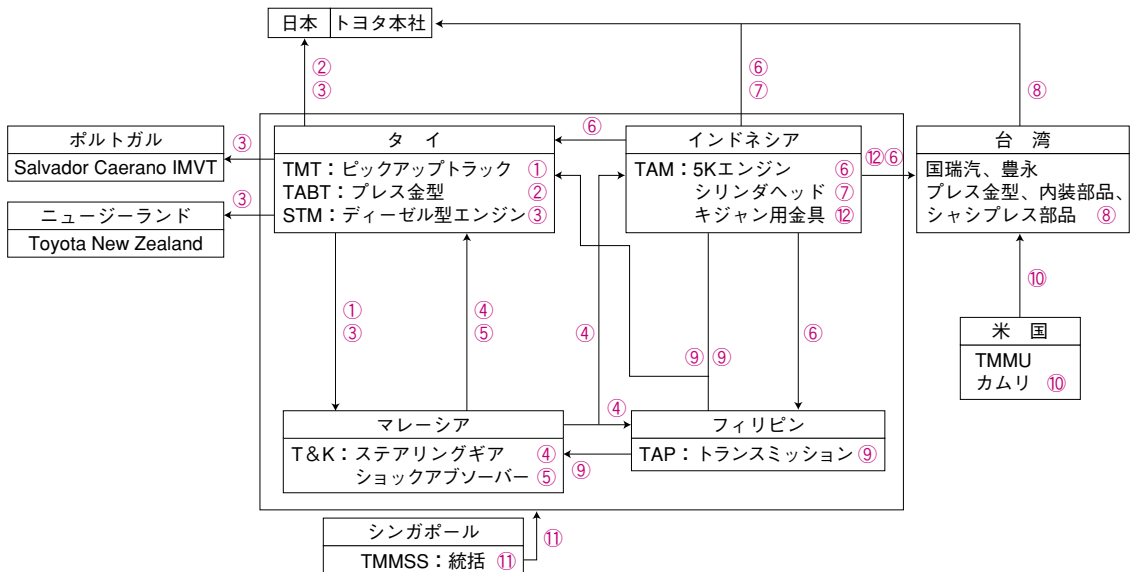 日本 トヨタ本社
②
③
⑥
⑦
⑧
ポルトガル
Salvador Caerano IMVT
③
ニュージーランド
Toyota New Zealand
③
タ イ
TMT:ピックアップトラック ①
TABT:プレス金型 ②
STM:ディーゼル型エンジン ③
⑥
インドネシア
TAM:5Kエンジン ⑥
シリンダヘッド ⑦
キジャン用金具 ⑫
⑫⑥
台 湾
国瑞汽、豊永
プレス金型、内装部品、
シャシプレス部品 ⑧
①
③
④
⑤
④
⑨ ⑨
⑥
⑩
米 国
TMMU
カムリ ⑩
マレーシア
T&K:ステアリングギア ④
ショックアブソーバー ⑤
④
⑨
フィリピン
TAP:トランスミッション ⑨
シンガポール
TMMSS:統括 ⑪
⑪